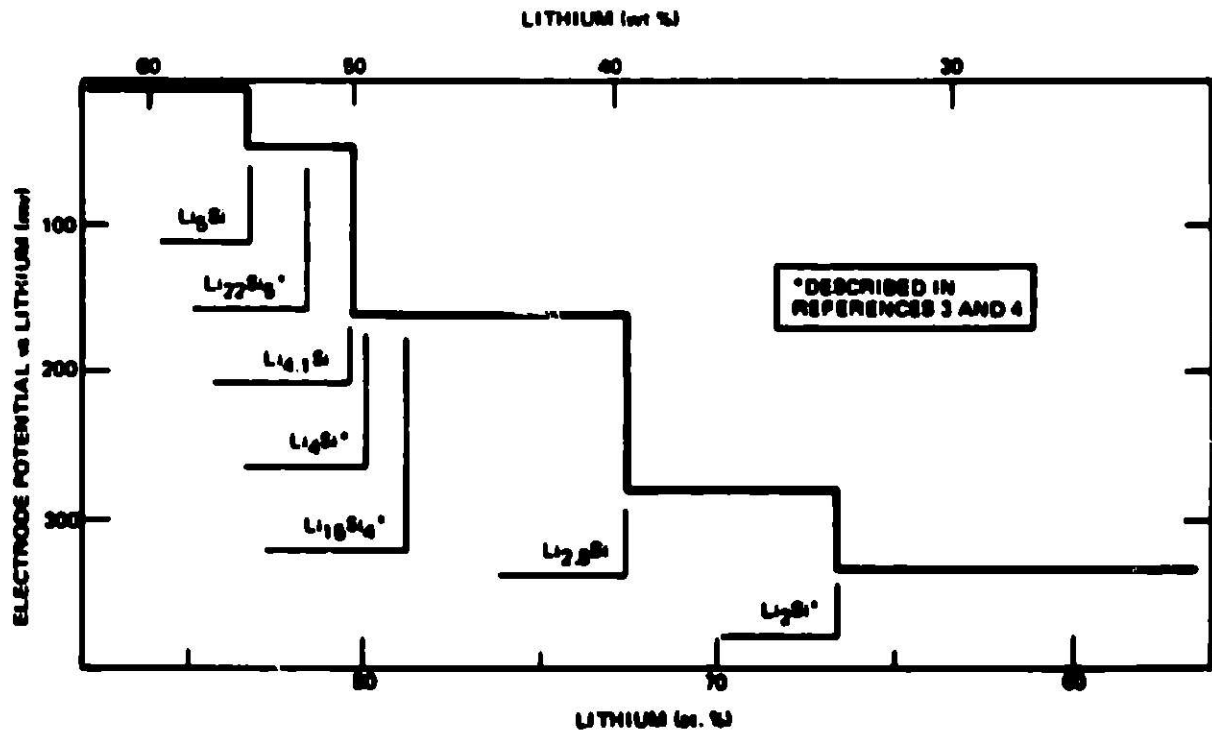 LITHIUM (wt %)
60 50 40 30
ELECTRODE POTENTIAL vs LITHIUM (mv)
100
200
300
Li5Si
Li22Si5*
Li4.1Si
Li4Si*
Li15Si4*
Li2.8Si
Li2Si*
*DESCRIBED IN
REFERENCES 3 AND 4
80 70 60
LITHIUM (at. %)